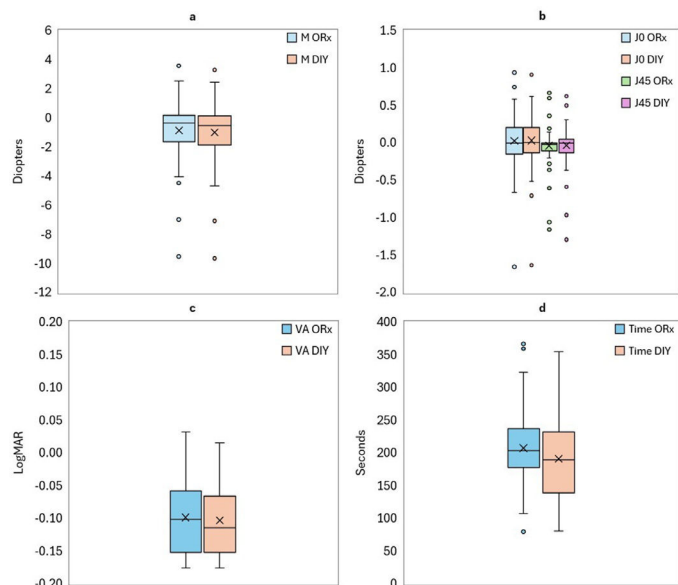 a
6
4
2
0
-2
-4
-6
-8
-10
-12
Diopters
M ORx
M DIY
b
1.5
1.0
0.5
0.0
-0.5
-1.0
-1.5
-2.0
Diopters
J0 ORx
J0 DIY
J45 ORx
J45 DIY
c
0.20
0.15
0.10
0.05
0.00
-0.05
-0.10
-0.15
-0.20
LogMAR
VA ORx
VA DIY
d
400
350
300
250
200
150
100
50
0
Seconds
Time ORx
Time DIY